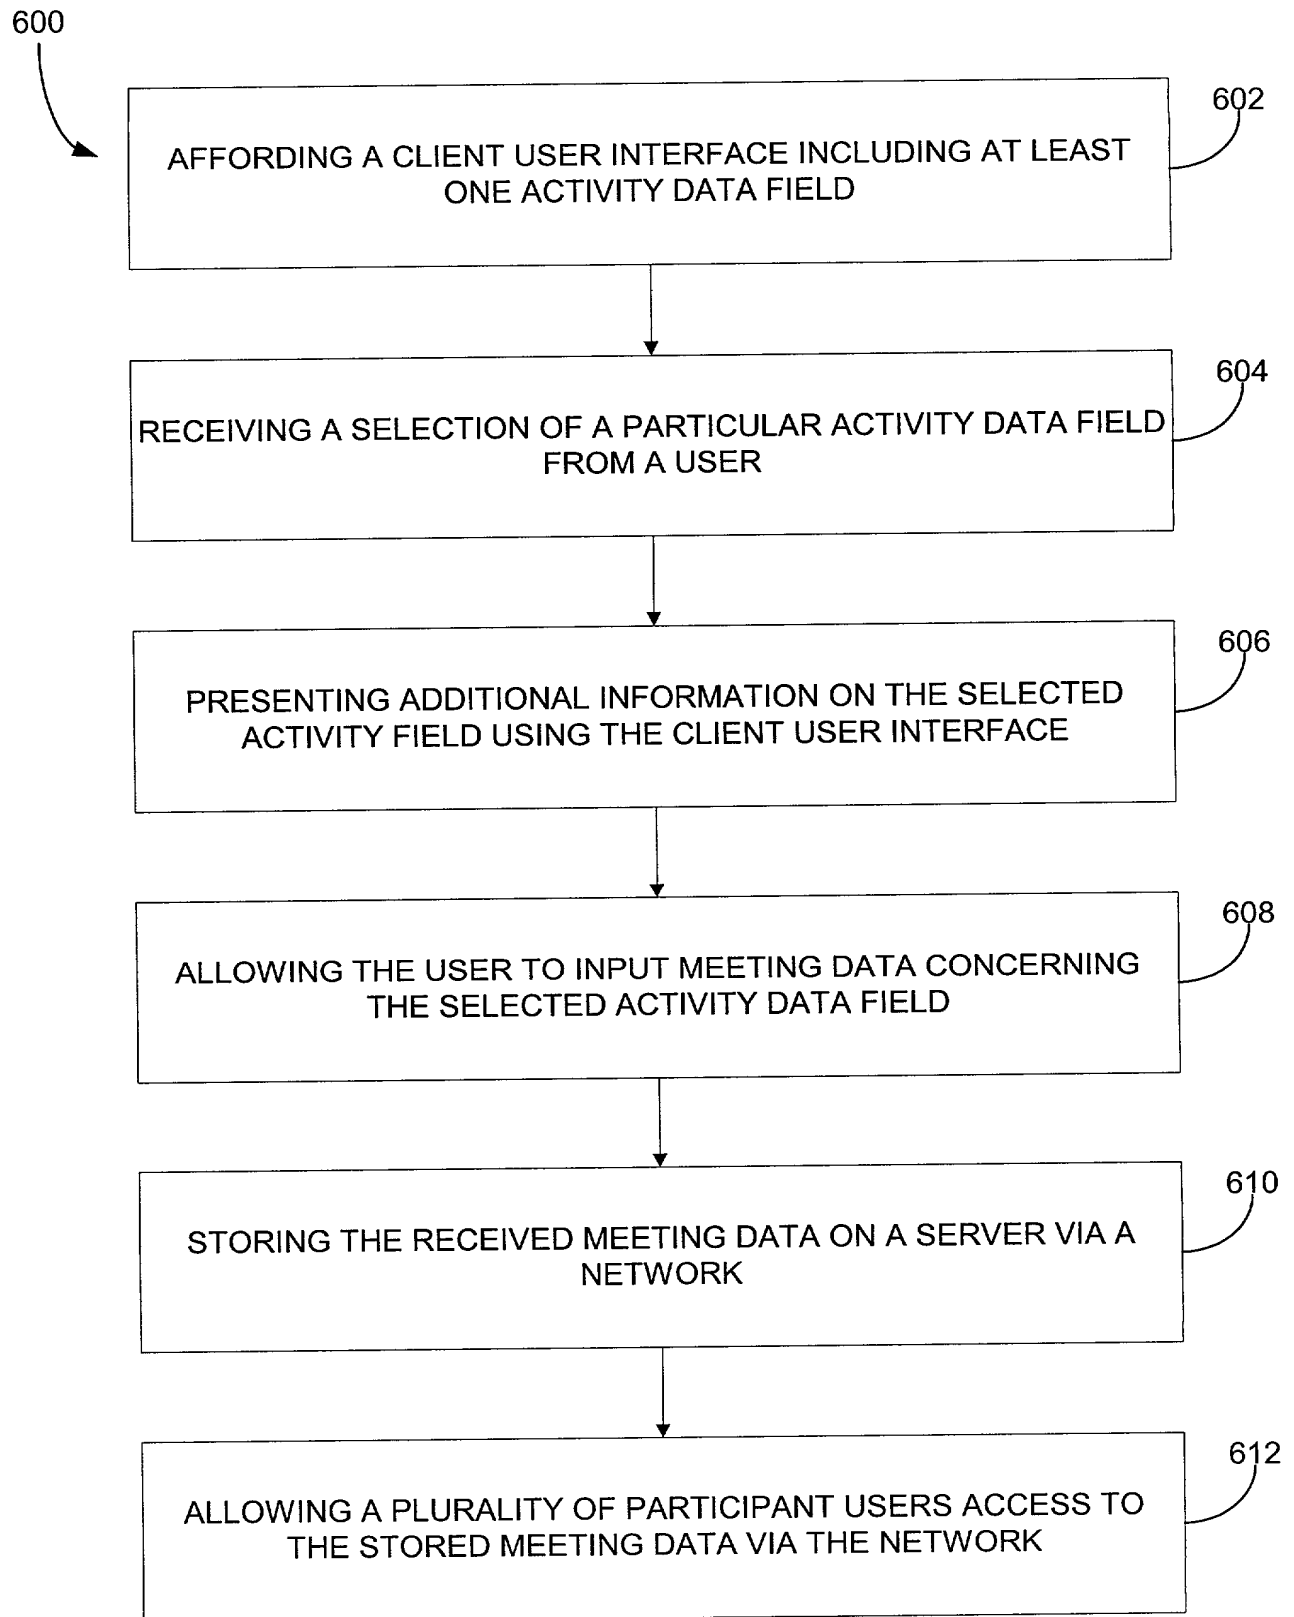 600
602
AFFORDING A CLIENT USER INTERFACE INCLUDING AT LEAST
ONE ACTIVITY DATA FIELD
604
RECEIVING A SELECTION OF A PARTICULAR ACTIVITY DATA FIELD
FROM A USER
606
PRESENTING ADDITIONAL INFORMATION ON THE SELECTED
ACTIVITY FIELD USING THE CLIENT USER INTERFACE
608
ALLOWING THE USER TO INPUT MEETING DATA CONCERNING
THE SELECTED ACTIVITY DATA FIELD
610
STORING THE RECEIVED MEETING DATA ON A SERVER VIA A
NETWORK
612
ALLOWING A PLURALITY OF PARTICIPANT USERS ACCESS TO
THE STORED MEETING DATA VIA THE NETWORK